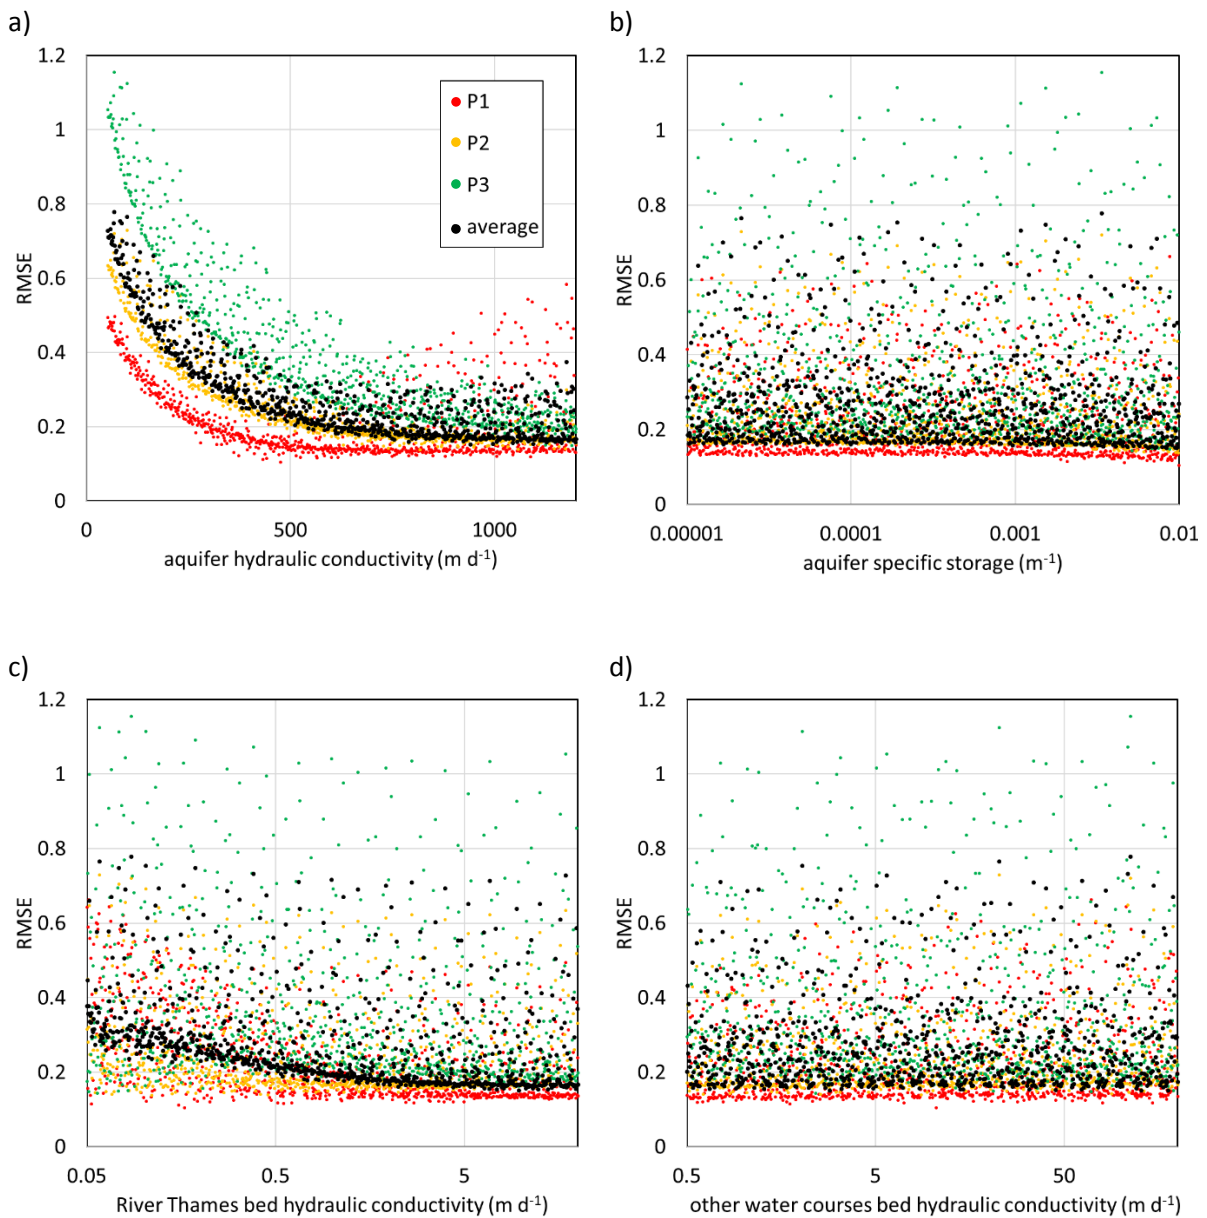 a)
1.2
1
0.8
0.6
0.4
0.2
0
RMSE
0 500 1000
aquifer hydraulic conductivity (m d⁻¹)
P1
P2
P3
average
b)
1.2
1
0.8
0.6
0.4
0.2
0
RMSE
0.00001 0.0001 0.001 0.01
aquifer specific storage (m⁻¹)
c)
1.2
1
0.8
0.6
0.4
0.2
0
RMSE
0.05 0.5 5
River Thames bed hydraulic conductivity (m d⁻¹)
d)
1.2
1
0.8
0.6
0.4
0.2
0
RMSE
0.5 5 50
other water courses bed hydraulic conductivity (m d⁻¹)